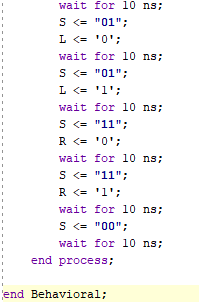 wait for 10 ns;
S <= "01";
L <= '0';
wait for 10 ns;
S <= "01";
L <= '1';
wait for 10 ns;
S <= "11";
R <= '0';
wait for 10 ns;
S <= "11";
R <= '1';
wait for 10 ns;
S <= "00";
wait for 10 ns;
end process;
end Behavioral;